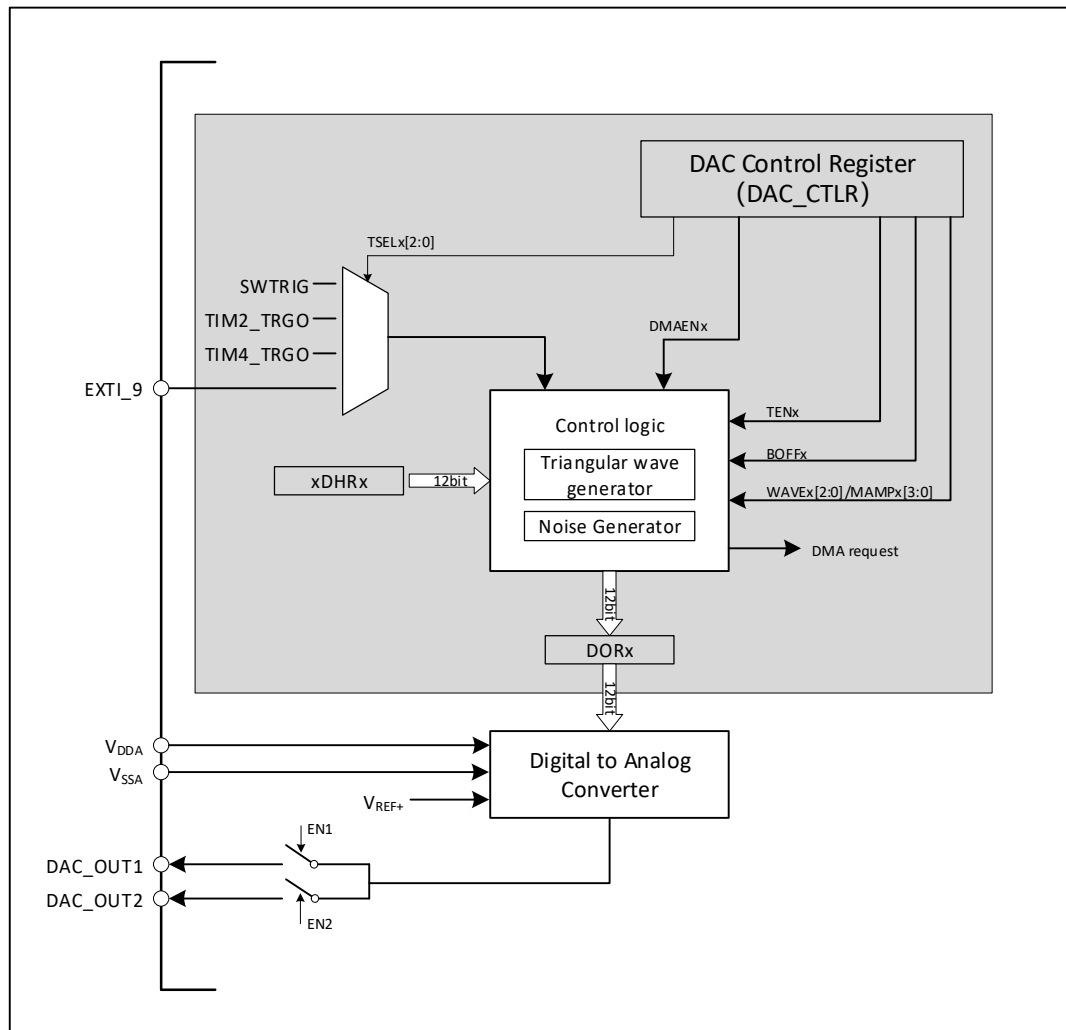 DAC Control Register
(DAC_CTLR)
TSELx[2:0]
SWTRIG
TIM2_TRGO
DMAENx
TIM4_TRGO
EXTI_9
TENx
Control logic
BOFFx
Triangular wave
generator
xDHRx
12bit
WAVEx[2:0]/MAMPx[3:0]
Noise Generator
DMA request
12bit
DORx
12bit
VDDA
VSSA
Digital to Analog
Converter
VREF+
EN1
DAC_OUT1
DAC_OUT2
EN2